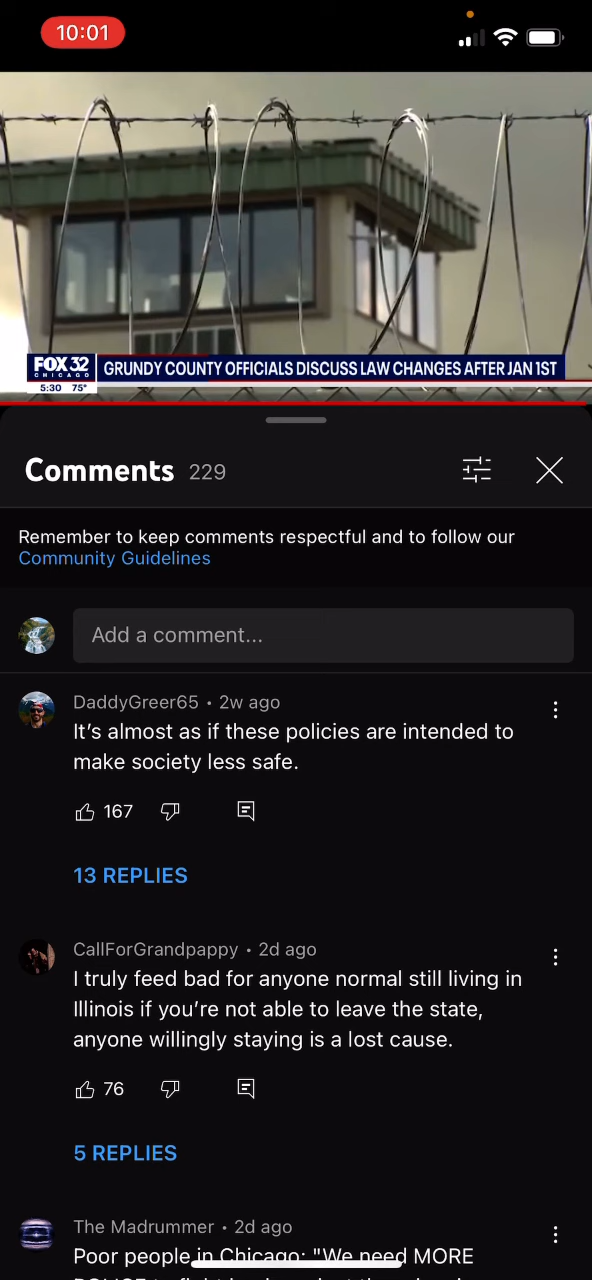 10:01
FOX 32
CHICAGO
5:30 75°
GRUNDY COUNTY OFFICIALS DISCUSS LAW CHANGES AFTER JAN 1ST
Comments 229
Remember to keep comments respectful and to follow our
Community Guidelines
Add a comment...
DaddyGreer65 • 2w ago
It's almost as if these policies are intended to
make society less safe.
167
13 REPLIES
CallForGrandpappy • 2d ago
I truly feed bad for anyone normal still living in
Illinois if you're not able to leave the state,
anyone willingly staying is a lost cause.
76
5 REPLIES
The Madrummer • 2d ago
Poor people in Chicago: "We need MORE